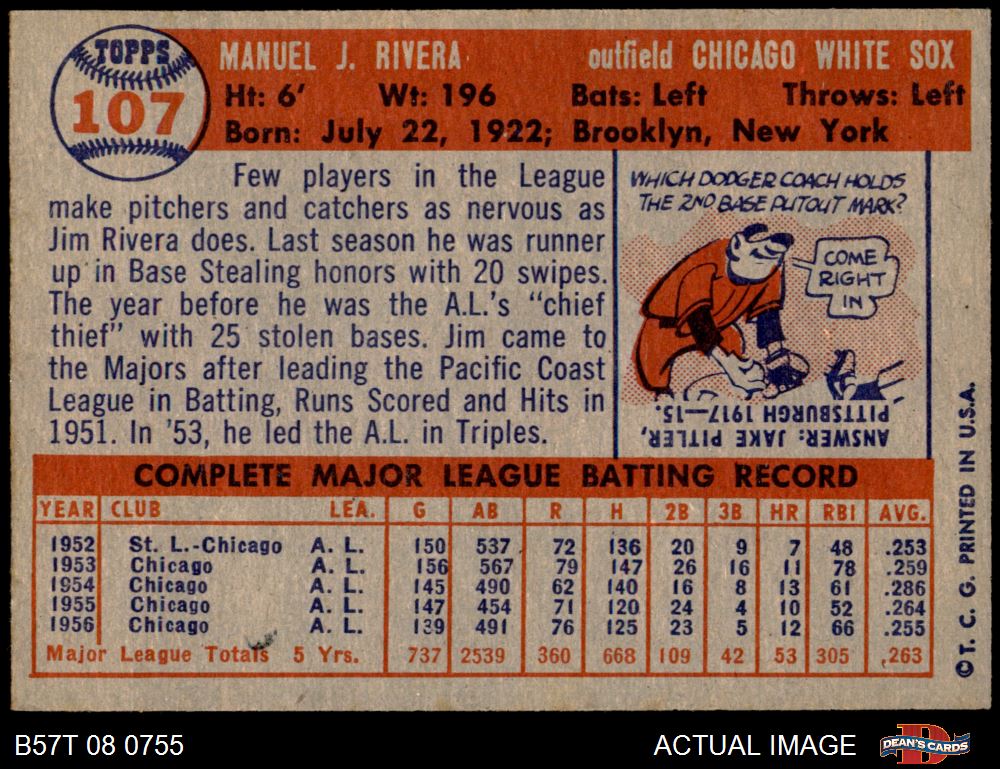 TOPPS
107
MANUEL J. RIVERA outfield CHICAGO WHITE SOX
Ht: 6' Wt: 196 Bats: Left Throws: Left
Born: July 22, 1922; Brooklyn, New York
Few players in the League
make pitchers and catchers as nervous as
Jim Rivera does. Last season he was runner
up in Base Stealing honors with 20 swipes.
The year before he was the A.L.'s "chief
thief" with 25 stolen bases. Jim came to
the Majors after leading the Pacific Coast
League in Batting, Runs Scored and Hits in
1951. In '53, he led the A.L. in Triples.
WHICH DODGER COACH HOLDS
THE 2ND BASE PUTOUT MARK?
COME
RIGHT
IN
ANSWER: JAKE PITLER,
PITTSBURGH 1917—15.
COMPLETE MAJOR LEAGUE BATTING RECORD
YEAR CLUB LEA. G AB R H 2B 3B HR RBI AVG.
1952 St. L.-Chicago A. L. 150 537 72 136 20 9 7 48 .253
1953 Chicago A. L. 156 567 79 147 26 16 11 78 .259
1954 Chicago A. L. 145 490 62 140 16 8 13 61 .286
1955 Chicago A. L. 147 454 71 120 24 4 10 52 .264
1956 Chicago A. L. 139 491 76 125 23 5 12 66 .255
Major League Totals 5 Yrs. 737 2539 360 668 109 42 53 305 .263
©T. C. G. PRINTED IN U.S.A.
B57T 08 0755 ACTUAL IMAGE
D
DEAN'S CARDS